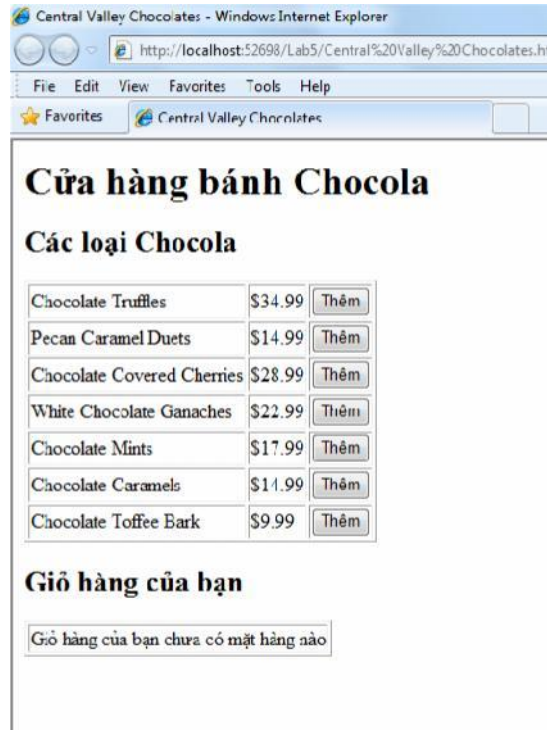 Central Valley Chocolates - Windows Internet Explorer
http://localhost:52698/Lab5/Central%20Valley%20Chocolates.ht
File Edit View Favorites Tools Help
Favorites Central Valley Chocolates
Cửa hàng bánh Chocola
Các loại Chocola
Chocolate Truffles $34.99 Thêm
Pecan Caramel Duets $14.99 Thêm
Chocolate Covered Cherries $28.99 Thêm
White Chocolate Ganaches $22.99 Thêm
Chocolate Mints $17.99 Thêm
Chocolate Caramels $14.99 Thêm
Chocolate Toffee Bark $9.99 Thêm
Giỏ hàng của bạn
Giỏ hàng của bạn chưa có mặt hàng nào